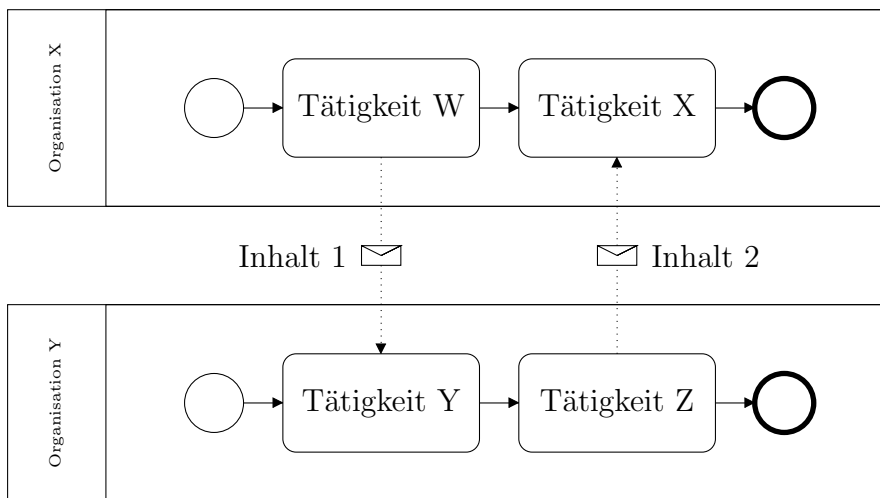 Organisation X
Tätigkeit W
Tätigkeit X
Inhalt 1
Inhalt 2
Organisation Y
Tätigkeit Y
Tätigkeit Z